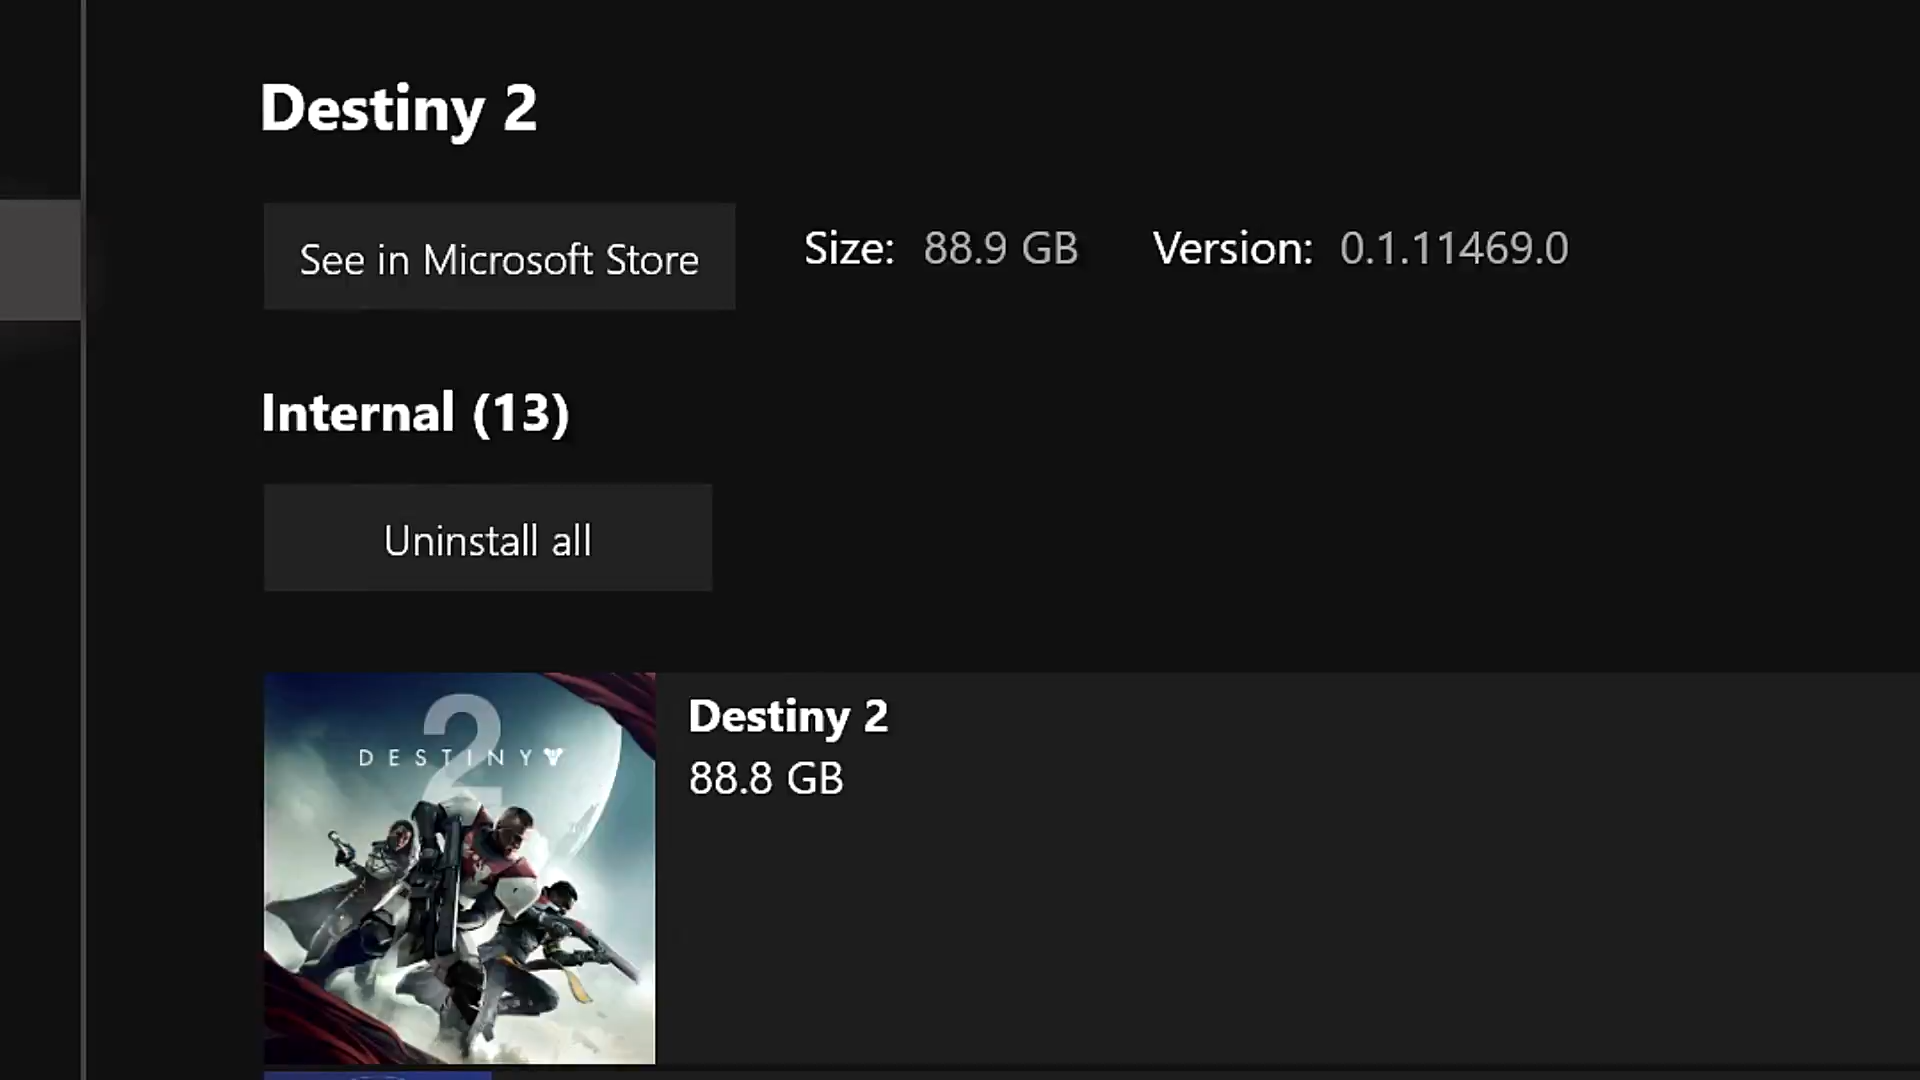 Destiny 2
See in Microsoft Store
Size: 88.9 GB
Version: 0.1.11469.0
Internal (13)
Uninstall all
2
DESTINY
Destiny 2
88.8 GB